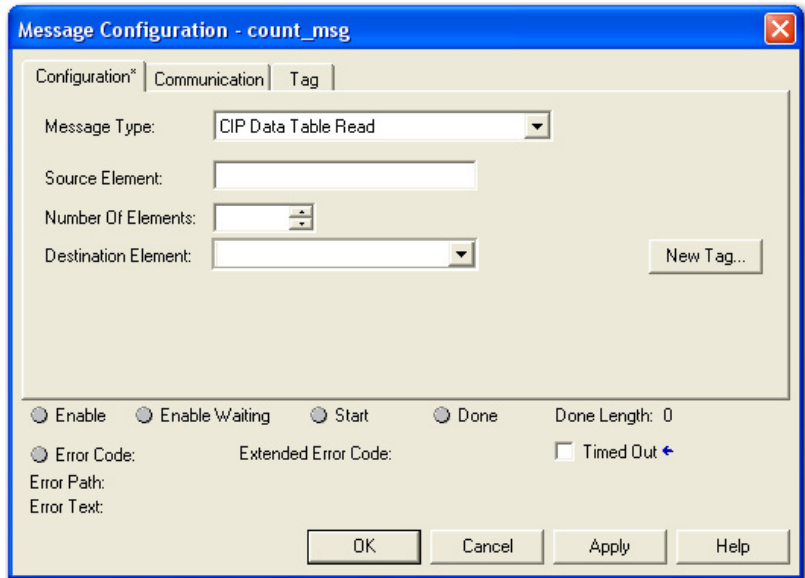 Message Configuration - count_msg
Configuration* Communication Tag
Message Type: CIP Data Table Read
Source Element:
Number Of Elements:
Destination Element: New Tag...
Enable Enable Waiting Start Done Done Length: 0
Error Code: Extended Error Code: Timed Out
Error Path:
Error Text:
OK Cancel Apply Help